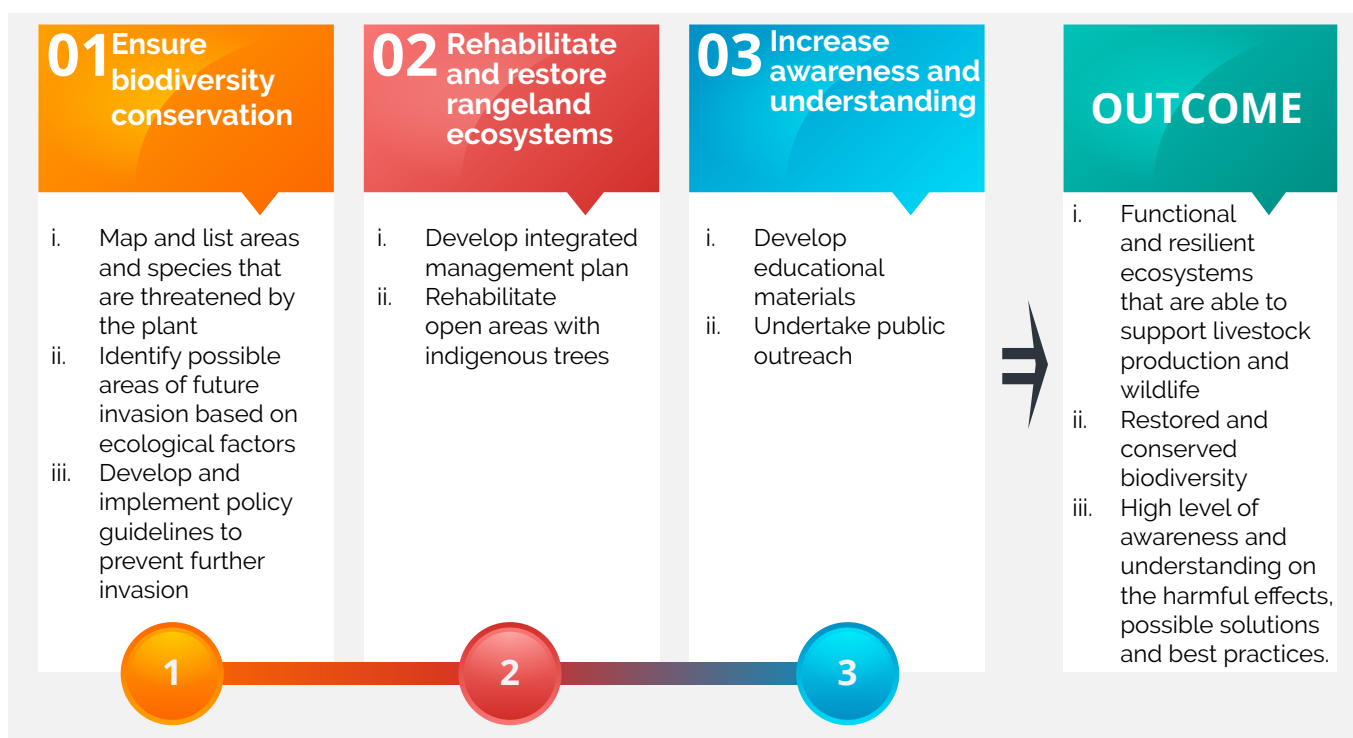 01 Ensure
biodiversity
conservation
i. Map and list areas
and species that
are threatened by
the plant
ii. Identify possible
areas of future
invasion based on
ecological factors
iii. Develop and
implement policy
guidelines to
prevent further
invasion
1
02 Rehabilitate
and restore
rangeland
ecosystems
i. Develop integrated
management plan
ii. Rehabilitate
open areas with
indigenous trees
2
03 Increase
awareness and
understanding
i. Develop
educational
materials
ii. Undertake public
outreach
3
OUTCOME
i. Functional
and resilient
ecosystems
that are able to
support livestock
production and
wildlife
ii. Restored and
conserved
biodiversity
iii. High level of
awareness and
understanding on
the harmful effects,
possible solutions
and best practices.